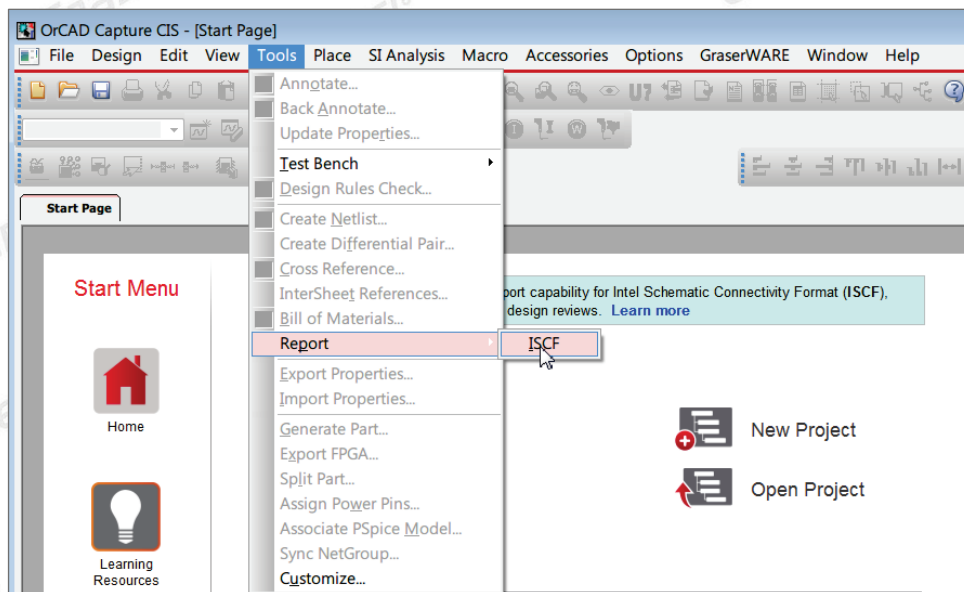 OrCAD Capture CIS - [Start Page]
File Design Edit View Tools Place SI Analysis Macro Accessories Options GraserWARE Window Help
Annotate...
Back Annotate...
Update Properties...
Test Bench
Design Rules Check...
Start Page
Create Netlist...
Create Differential Pair...
Cross Reference...
InterSheet References...
Bill of Materials...
Report
ISCF
Export Properties...
Import Properties...
Generate Part...
Export FPGA...
Split Part...
Assign Power Pins...
Associate PSpice Model...
Sync NetGroup...
Customize...
Start Menu
Home
Learning
Resources
port capability for Intel Schematic Connectivity Format (ISCF),
design reviews. Learn more
New Project
Open Project